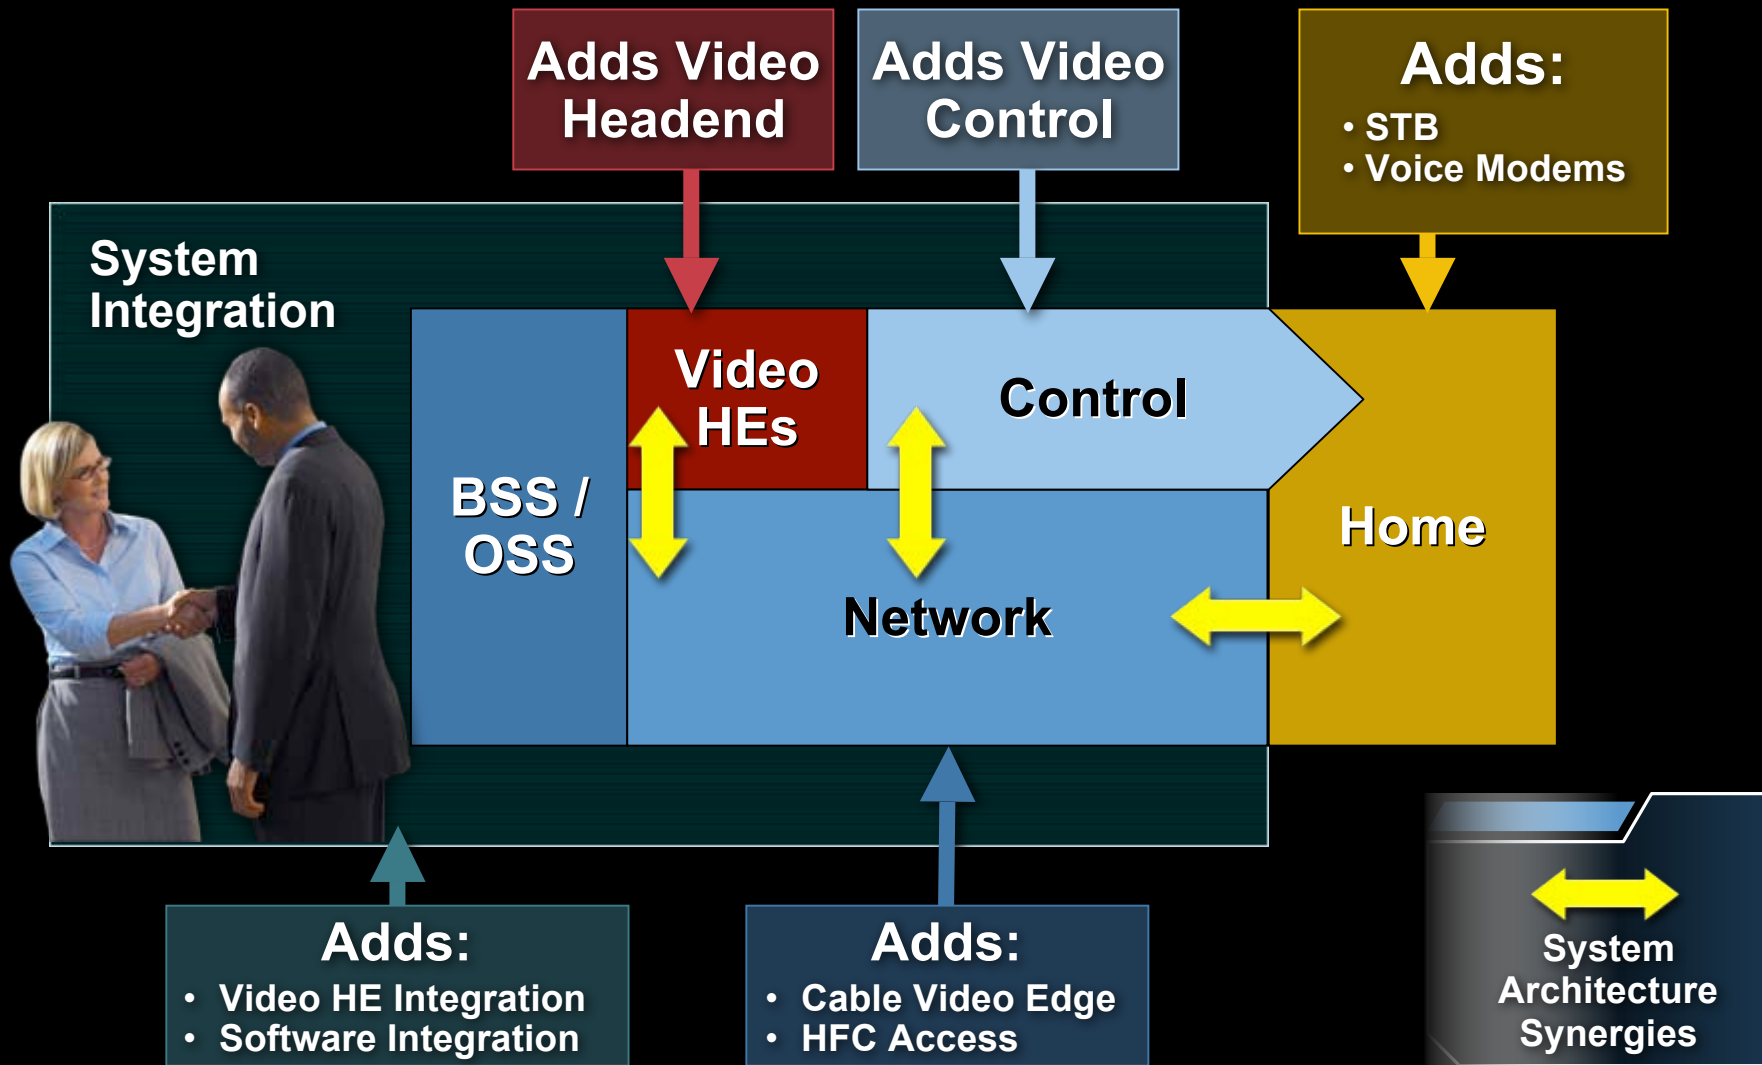 Adds Video
Headend
Adds Video
Control
Adds:
• STB
• Voice Modems
System
Integration
Video
HEs
Control
BSS /
OSS
Home
Network
Adds:
• Video HE Integration
• Software Integration
Adds:
• Cable Video Edge
• HFC Access
System
Architecture
Synergies